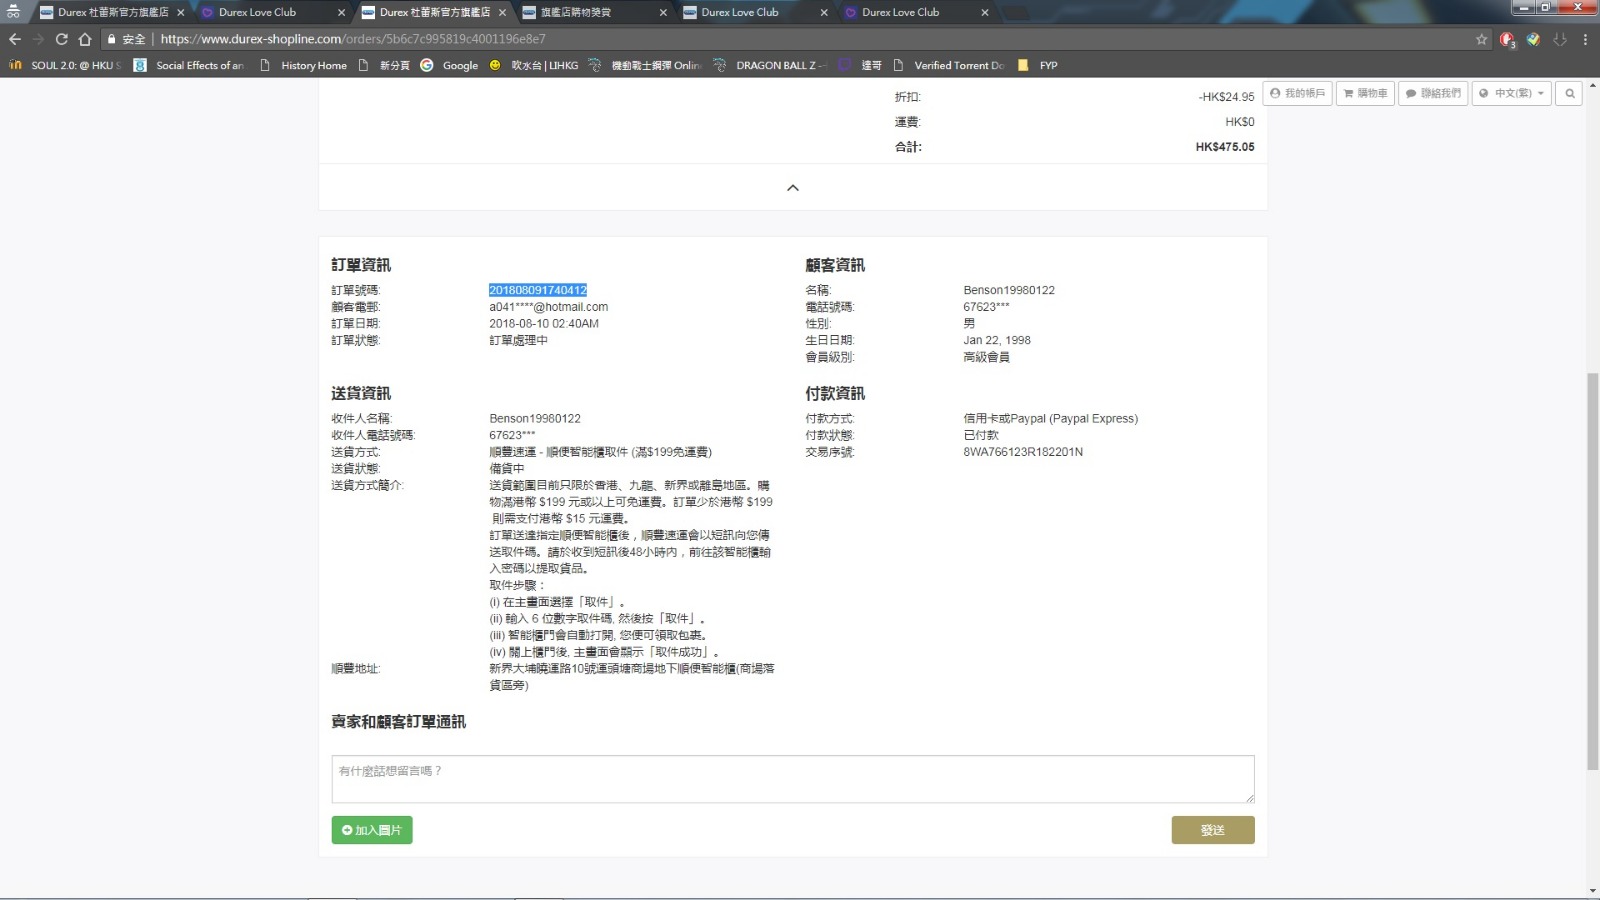 Durex 杜蕾斯官方旗艦店
Durex Love Club
Durex 杜蕾斯官方旗艦店
旗艦店購物獎賞
Durex Love Club
Durex Love Club
安全 | https://www.durex-shopline.com/orders/5b6c7c995819c4001196e8e7
SOUL 2.0: @ HKU S
Social Effects of an
History Home
新分頁
Google
吹水台 | LIHKG
機動戰士鋼彈 Onlin
DRAGON BALL Z -
達哥
Verified Torrent Do
FYP
我的帳戶
購物車
聯絡我們
中文(繁)
折扣: -HK$24.95
運費: HK$0
合計: HK$475.05
訂單資訊
訂單號碼: 201808091740412
顧客電郵: a041****@hotmail.com
訂單日期: 2018-08-10 02:40AM
訂單狀態: 訂單處理中
顧客資訊
名稱: Benson19980122
電話號碼: 67623***
性別: 男
生日日期: Jan 22, 1998
會員級別: 高級會員
送貨資訊
收件人名稱: Benson19980122
收件人電話號碼: 67623***
送貨方式: 順豐速運 - 順便智能櫃取件 (滿$199免運費)
送貨狀態: 備貨中
送貨方式簡介: 送貨範圍目前只限於香港、九龍、新界或離島地區。購
物滿港幣 $199 元或以上可免運費。訂單少於港幣 $199
則需支付港幣 $15 元運費。
訂單送達指定順便智能櫃後，順豐速運會以短訊向您傳
送取件碼。請於收到短訊後48小時內，前往該智能櫃輸
入密碼以提取貨品。
取件步驟：
(i) 在主畫面選擇「取件」。
(ii) 輸入 6 位數字取件碼, 然後按「取件」。
(iii) 智能櫃門會自動打開, 您便可領取包裹。
(iv) 關上櫃門後, 主畫面會顯示「取件成功」。
順豐地址: 新界大埔曉運路10號運頭塘商場地下順便智能櫃(商場落
貨區旁)
付款資訊
付款方式: 信用卡或Paypal (Paypal Express)
付款狀態: 已付款
交易序號: 8WA766123R182201N
賣家和顧客訂單通訊
有什麼話想留言嗎？
加入圖片
發送